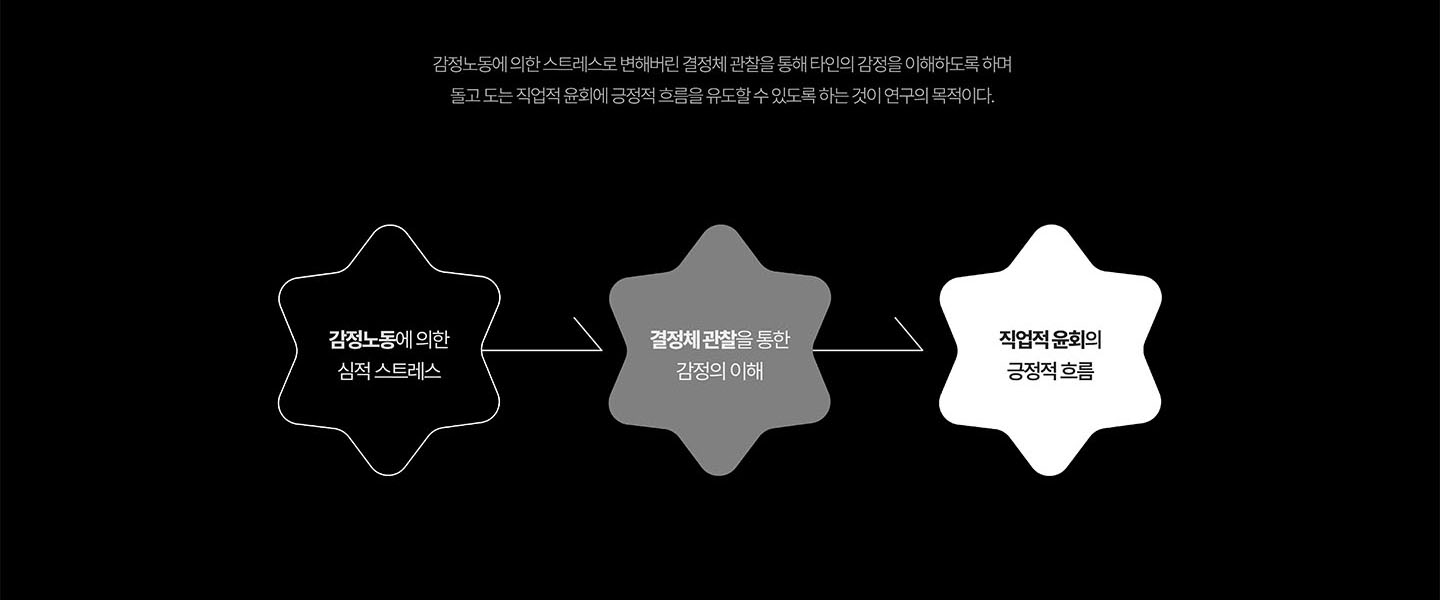 감정노동에 의한 스트레스로 변해버린 결정체 관찰을 통해 타인의 감정을 이해하도록 하며
돌고 도는 직업적 윤회에 긍정적 흐름을 유도할 수 있도록 하는 것이 연구의 목적이다.
감정노동에 의한
심적 스트레스
결정체 관찰을 통한
감정의 이해
직업적 윤회의
긍정적 흐름